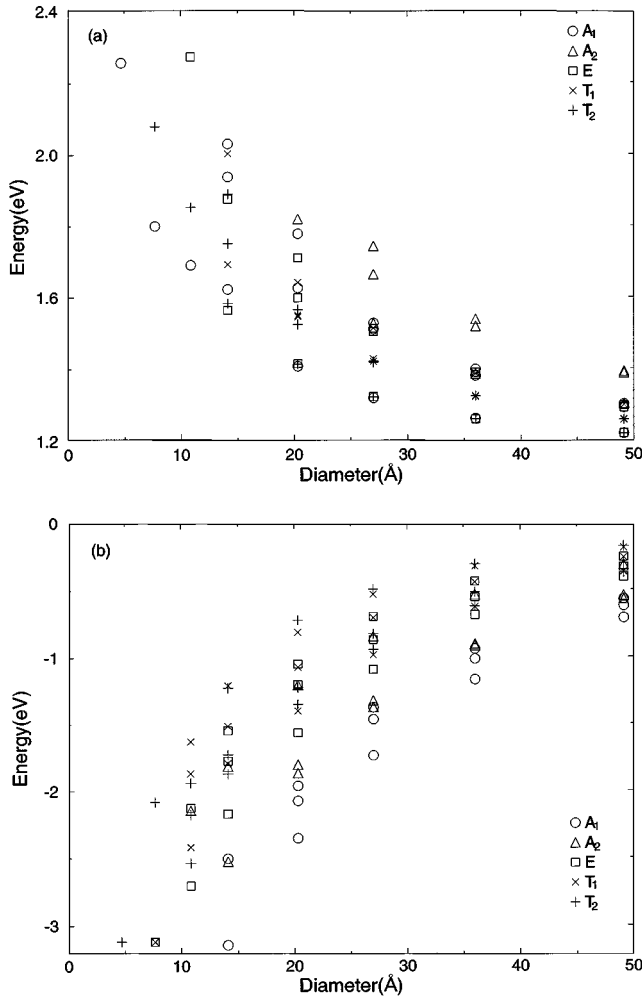 (a)
A1
A2
E
T1
T2
2.4
2.0
1.6
1.2
Energy(eV)
0 10 20 30 40 50
Diameter(Å)
(b)
0
-1
-2
-3
Energy(eV)
A1
A2
E
T1
T2
0 10 20 30 40 50
Diameter(Å)